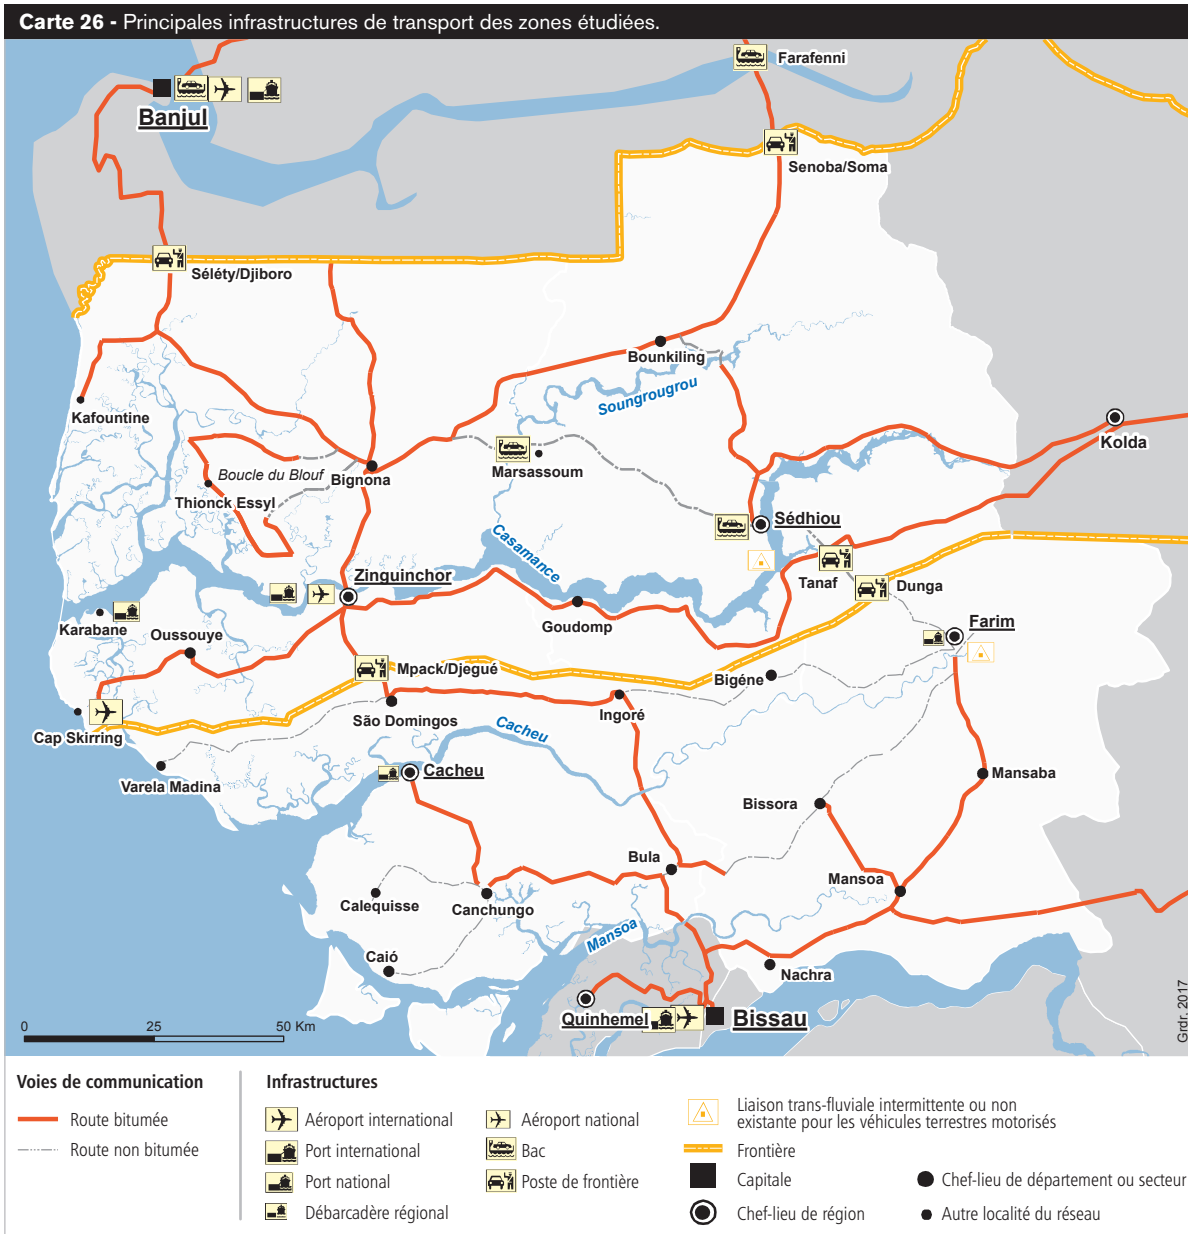 Carte 26 - Principales infrastructures de transport des zones étudiées.
Farafenni
Banjul
Senoba/Soma
Séléty/Djiboro
Bounkiling
Soungrougrou
Kafountine
Kolda
Marsassoum
Boucle du Blouf
Bignona
Thionck Essyl
Sédhiou
Casamance
Zinguinchor
Tanaf
Dunga
Karabane
Oussouye
Goudomp
Farim
Mpack/Djegué
Bigéne
São Domingos
Ingoré
Cap Skirring
Cacheu
Varela Madina
Cacheu
Mansaba
Bissora
Bula
Mansoa
Calequisse
Canchungo
Mansoa
Caió
Nachra
Quinhemel
Bissau
0 25 50 Km
Grdr, 2017
Voies de communication
Route bitumée
Route non bitumée
Infrastructures
Aéroport international
Port international
Port national
Débarcadère régional
Aéroport national
Bac
Poste de frontière
Liaison trans-fluviale intermittente ou non
existante pour les véhicules terrestres motorisés
Frontière
Capitale
Chef-lieu de région
Chef-lieu de département ou secteur
Autre localité du réseau